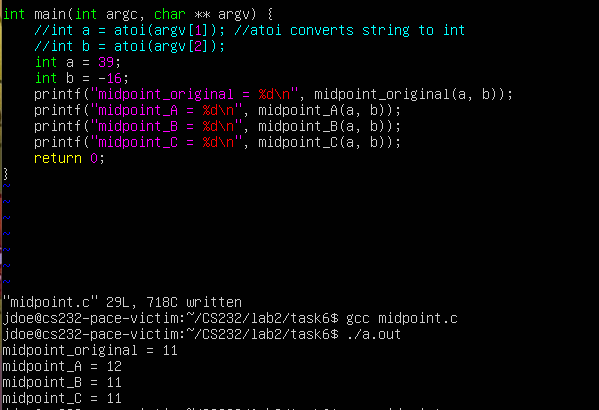 int main(int argc, char ** argv) {
    //int a = atoi(argv[1]); //atoi converts string to int
    //int b = atoi(argv[2]);
    int a = 39;
    int b = -16;
    printf("midpoint_original = %d\n", midpoint_original(a, b));
    printf("midpoint_A = %d\n", midpoint_A(a, b));
    printf("midpoint_B = %d\n", midpoint_B(a, b));
    printf("midpoint_C = %d\n", midpoint_C(a, b));
    return 0;
}
~
~
~
~
~
~
~
"midpoint.c" 29L, 718C written
jdoe@cs232-pace-victim:~/CS232/lab2/task6$ gcc midpoint.c
jdoe@cs232-pace-victim:~/CS232/lab2/task6$ ./a.out
midpoint_original = 11
midpoint_A = 12
midpoint_B = 11
midpoint_C = 11